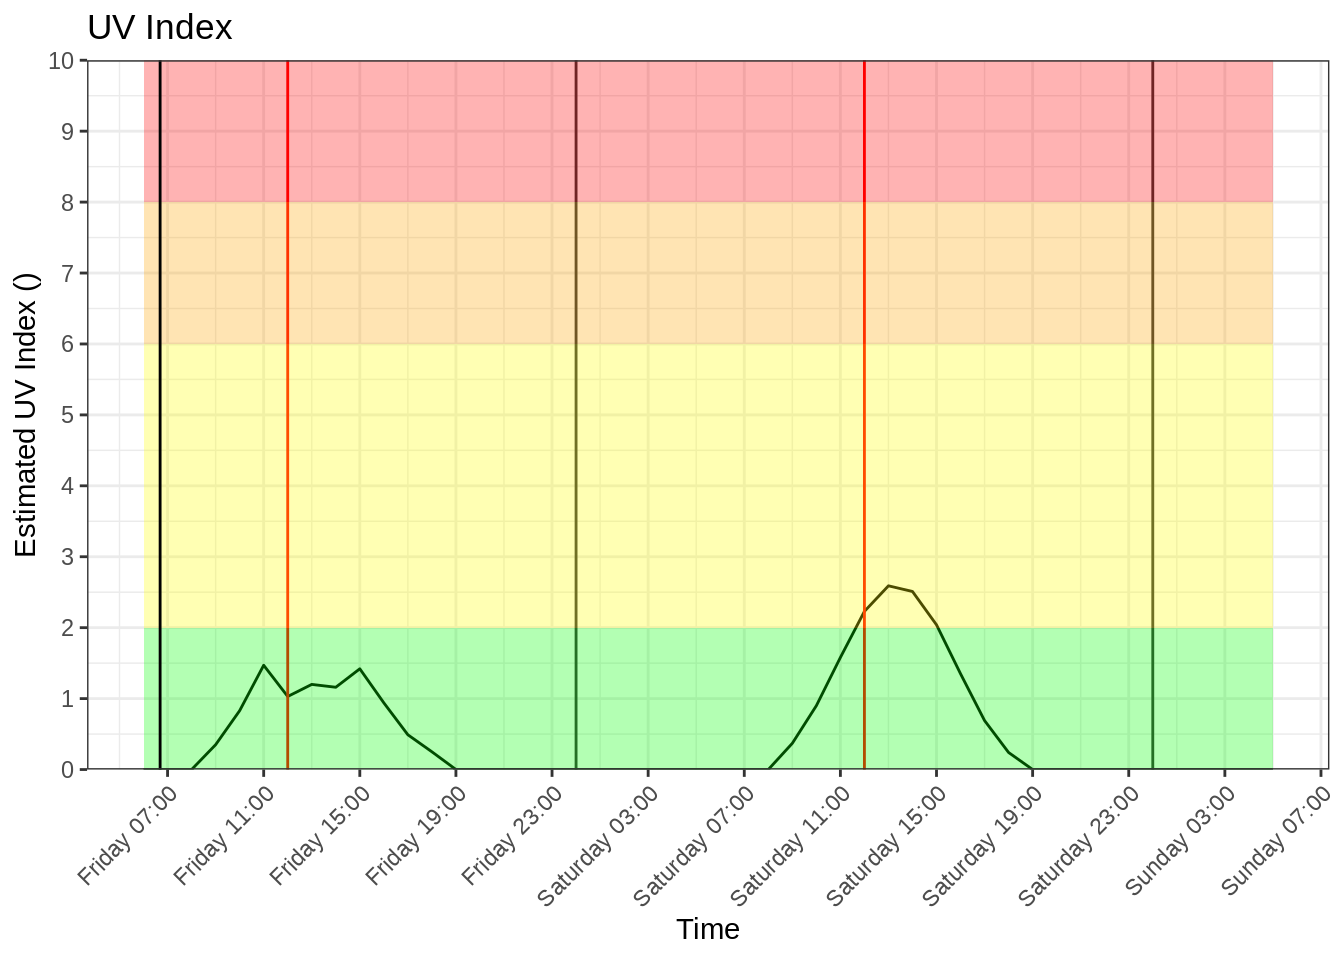 UV Index
Estimated UV Index ()
10
9
8
7
6
5
4
3
2
1
0
Friday 07:00
Friday 11:00
Friday 15:00
Friday 19:00
Friday 23:00
Saturday 03:00
Saturday 07:00
Saturday 11:00
Saturday 15:00
Saturday 19:00
Saturday 23:00
Sunday 03:00
Sunday 07:00
Time